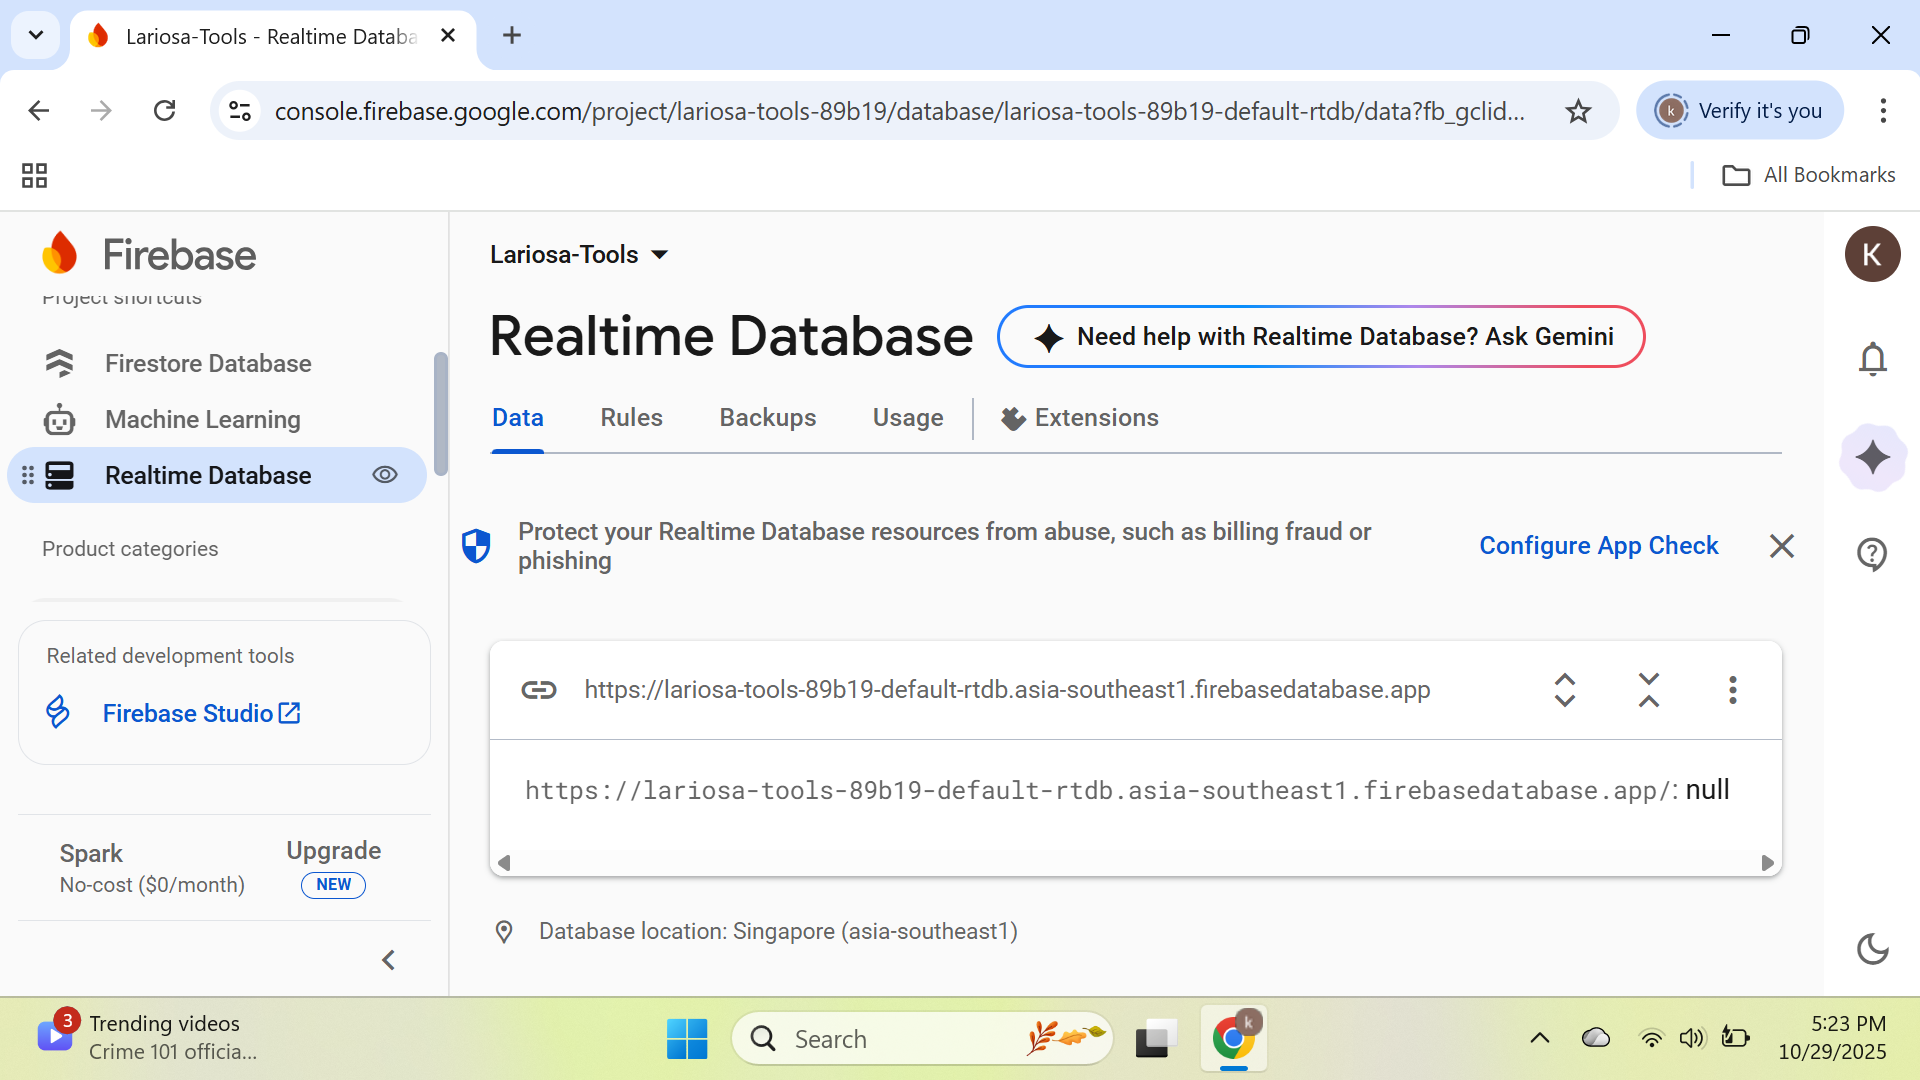 Lariosa-Tools - Realtime Databa
console.firebase.google.com/project/lariosa-tools-89b19/database/lariosa-tools-89b19-default-rtdb/data?fb_gclid...
k
Verify it's you
All Bookmarks
Firebase
Project shortcuts
Firestore Database
Machine Learning
Realtime Database
Product categories
Related development tools
Firebase Studio
Spark
No-cost ($0/month)
Upgrade
NEW
Lariosa-Tools
Realtime Database
Need help with Realtime Database? Ask Gemini
Data
Rules
Backups
Usage
Extensions
Protect your Realtime Database resources from abuse, such as billing fraud or
phishing
Configure App Check
https://lariosa-tools-89b19-default-rtdb.asia-southeast1.firebasedatabase.app
https://lariosa-tools-89b19-default-rtdb.asia-southeast1.firebasedatabase.app/: null
Database location: Singapore (asia-southeast1)
K
3
Trending videos
Crime 101 officia...
Search
k
5:23 PM
10/29/2025